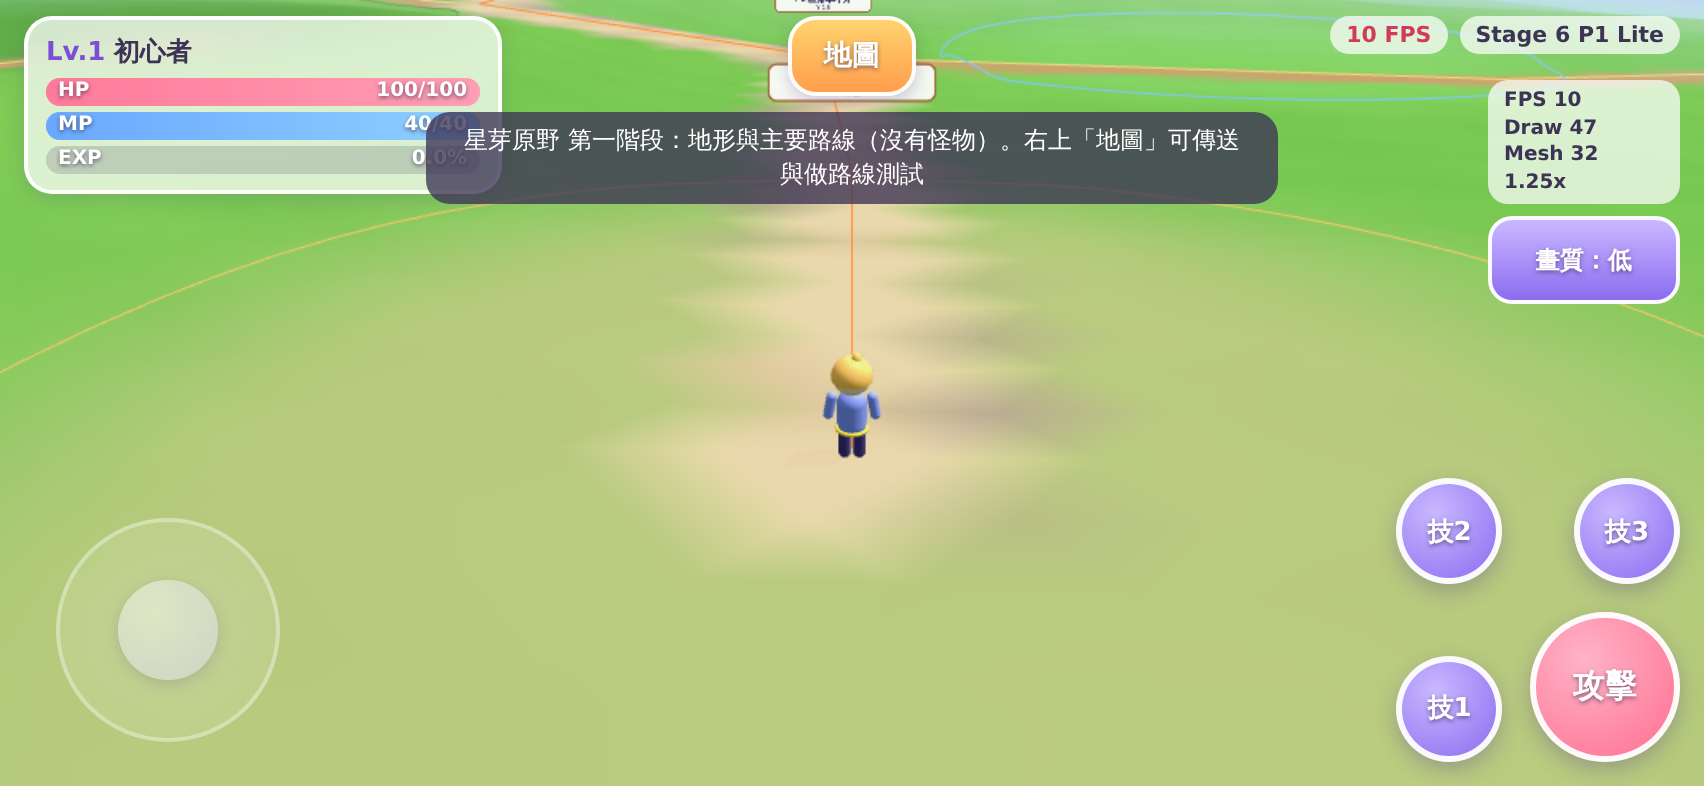 Lv.1 初心者
HP 100/100
MP 40/40
EXP 0.0%
地圖
10 FPS
Stage 6 P1 Lite
FPS 10
Draw 47
Mesh 32
1.25x
星芽原野 第一階段：地形與主要路線（沒有怪物）。右上「地圖」可傳送
與做路線測試
畫質：低
技2
技3
技1
攻擊